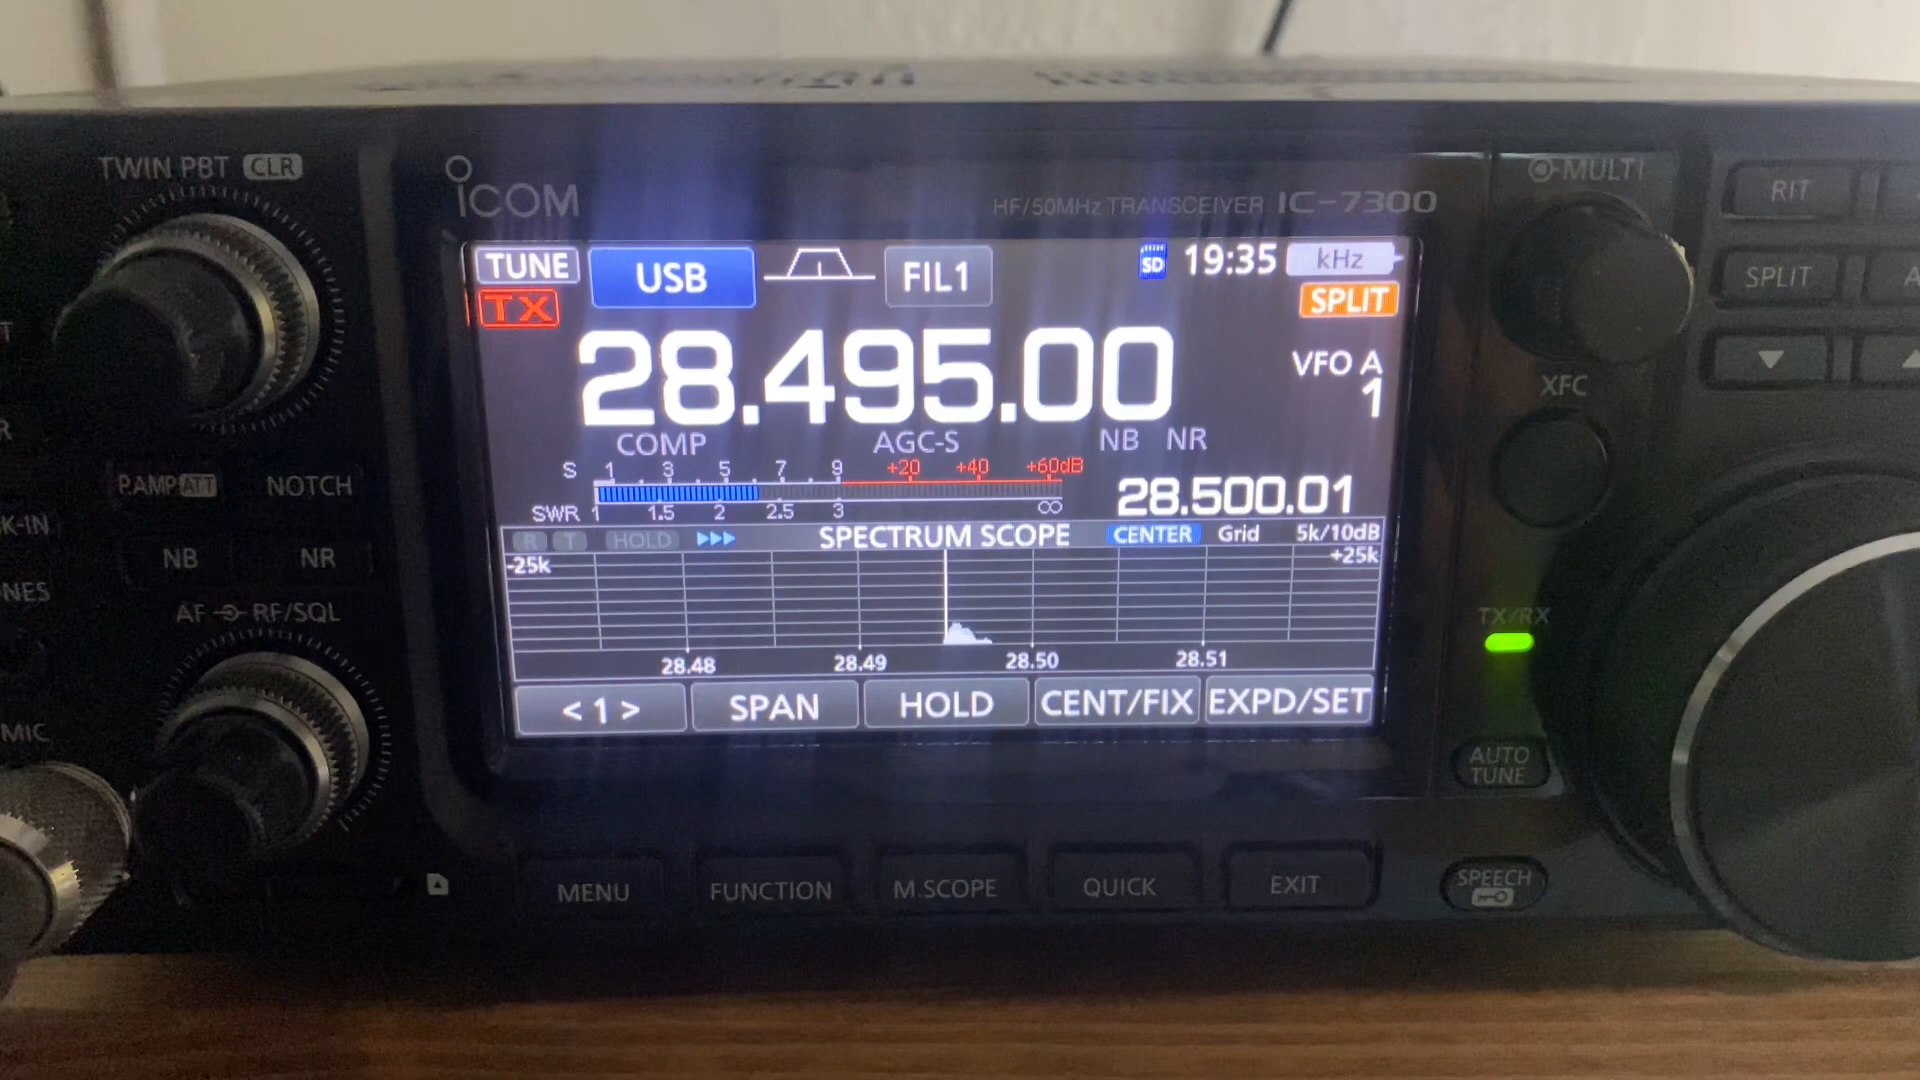 TWIN PBT CLR
ICOM
HF/50MHz TRANSCEIVER IC-7300
MULTI
RIT
TUNE
USB
FIL1
SD
19:35
kHz
TX
SPLIT
SPLIT
28.495.00
VFO A
1
XFC
COMP AGC-S NB NR
S 1 3 5 7 9 +20 +40 +60dB
28.500.01
SWR 1 1.5 2 2.5 3 ∞
P.AMP ATT
NOTCH
K-IN
NB
NR
NES
AF RF/SQL
MIC
R T HOLD
SPECTRUM SCOPE
CENTER
Grid
5k/10dB
-25k
+25k
28.48 28.49 28.50 28.51
< 1 >
SPAN
HOLD
CENT/FIX
EXPD/SET
TX/RX
AUTO
TUNE
MENU
FUNCTION
M.SCOPE
QUICK
EXIT
SPEECH